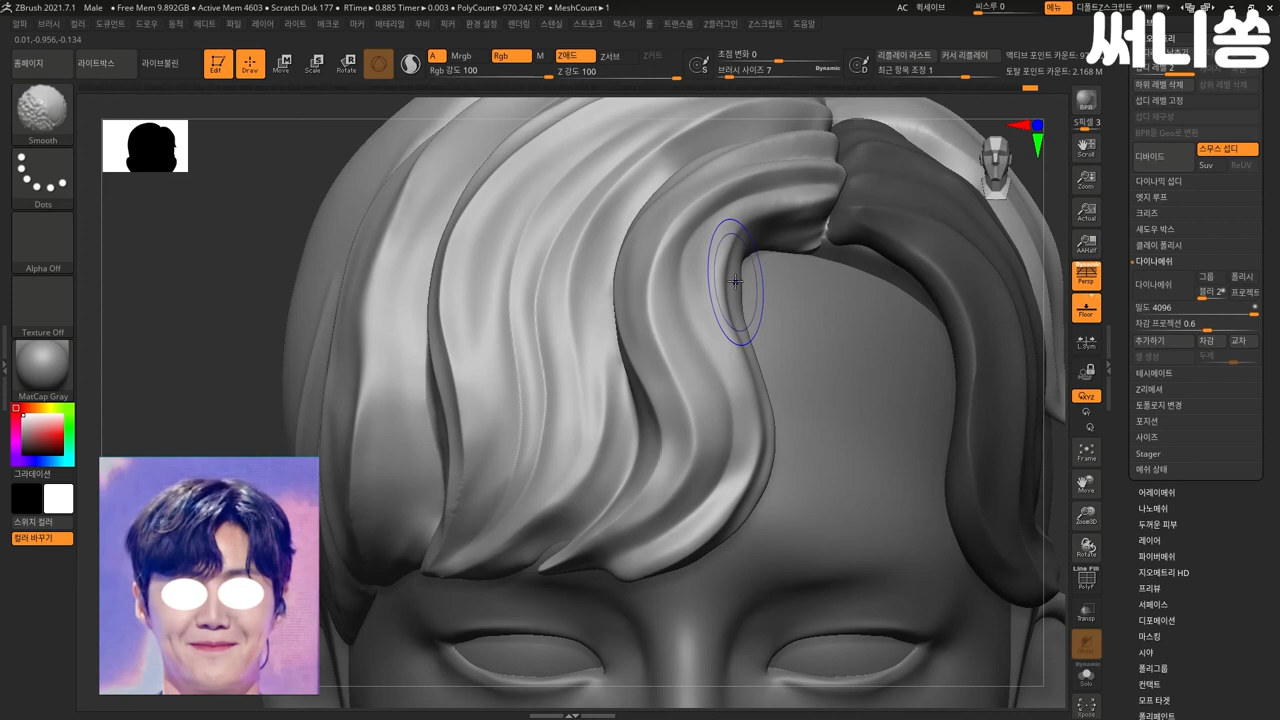 ZBrush 2021.7.1 Male • Free Mem 9.892GB • Active Mem 4603 • Scratch Disk 177 • RTime▸0.885 Timer▸0.003 • PolyCount▸970.242 KP • MeshCount▸1
AC 퀵세이브 씨스루 0 메뉴 디폴트Z스크립트
알파 브러시 컬러 도큐먼트 드로우 동적 에디트 파일 레이어 라이트 매크로 마커 매테리얼 무비 픽커 환경 설정 렌더링 스텐실 스트로크 텍스쳐 툴 트랜스폼 Z플러그인 Z스크립트 도움말
써니쏭
0.01,-0.956,-0.134
홈페이지
라이트박스
라이브불린
Edit
Draw
Move
Scale
Rotate
A
Mrgb
Rgb
M
Z애드
Z서브
Z커트
Rgb 강도 100
Z 강도 100
S
초점 변화 0
브러시 사이즈 7
Dynamic
D
리플레이 라스트
커서 리플레이
최근 항목 조정 1
토탈 포인트 카운트: 2.168 M
Smooth
Dots
Alpha Off
Texture Off
MatCap Gray
그라데이션
스위치 컬러
컬러 바꾸기
BPR
S픽셀 3
Scroll
Zoom
Actual
AAHalf
Dynamic
Persp
Floor
L.Sym
XYZ
Frame
Move
Zoom3D
Rotate
Line Fill
PolyF
Transp
Dynamic
Solo
Xpose
하위 레벨 삭제
상위 레벨 삭제
섭디 레벨 고정
섭디 재구성
BPR을 Geo로 변환
디바이드
스무스 섭디
Suv
ReUV
다이나믹 섭디
엣지 루프
크리즈
섀도우 박스
클레이 폴리시
다이나메쉬
다이나메쉬
그룹
폴리시
블러 2
프로젝트
밀도 4096
차감 프로젝션 0.6
추가하기
차감
교차
쉘 생성
두께
테시메이트
Z리메셔
토폴로지 변경
포지션
사이즈
Stager
메쉬 상태
어레이메쉬
나노메쉬
두꺼운 피부
레이어
파이버메쉬
지오메트리 HD
프리뷰
서페이스
디포메이션
마스킹
시야
폴리그룹
컨택트
모프 타겟
폴리페인트